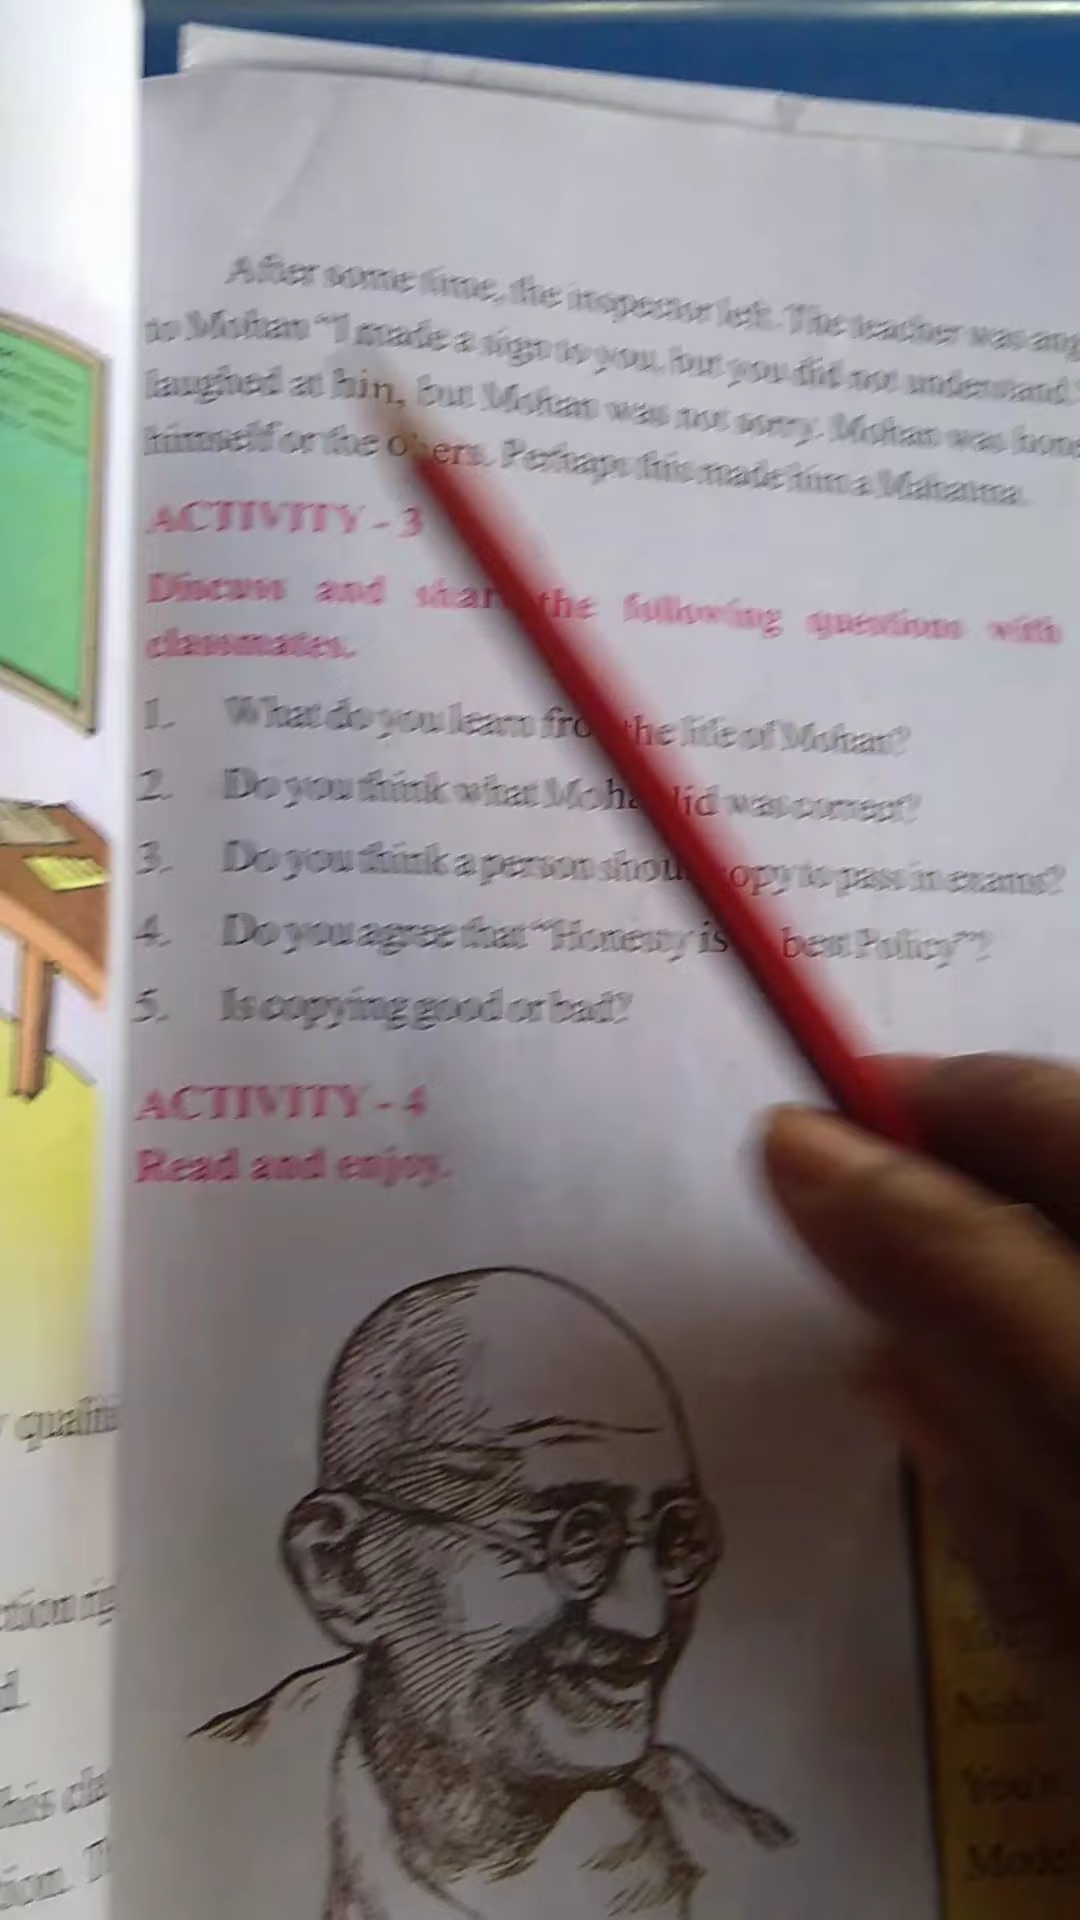 After some time, the inspector left. The teacher was
to Mohan "I made a sign to you, but you did not understand.
laughed at him, but Mohan was not sorry. Mohan was
himself or the others. Perhaps this made him a Mahatma.
ACTIVITY - 3
Discuss and share the following questions with
classmates.
1. What do you learn from the life of Mohan?
2. Do you think what Mohan did was correct?
3. Do you think a person should copy to pass in exams?
4. Do you agree that "Honesty is best Policy"?
5. Is copying good or bad?
ACTIVITY - 4
Read and enjoy.